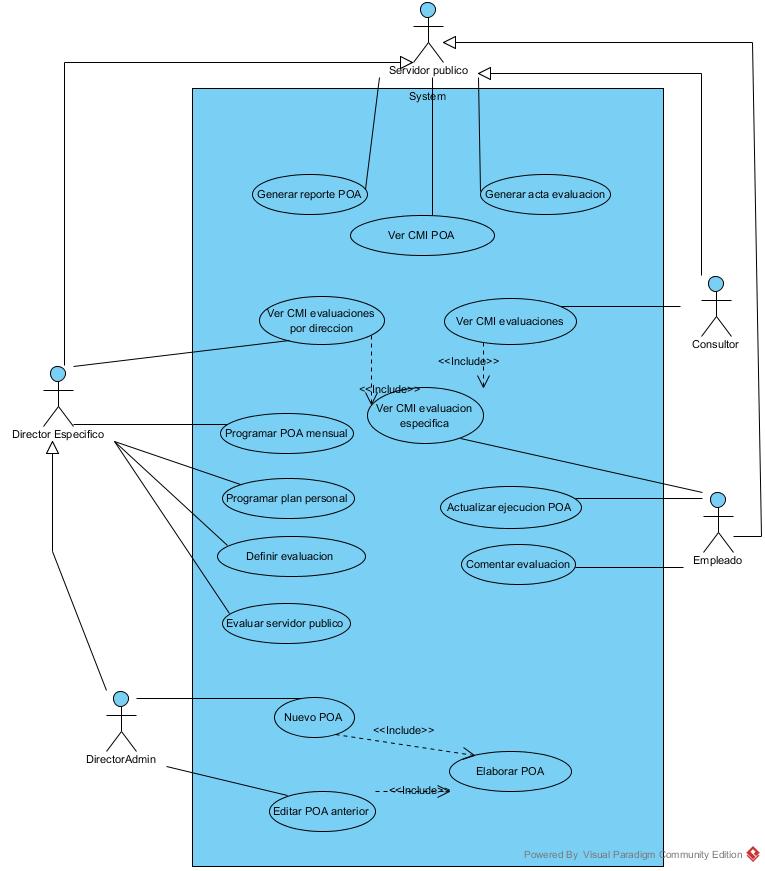 Servidor publico
System
Generar reporte POA
Generar acta evaluacion
Ver CMI POA
Ver CMI evaluaciones
por direccion
Ver CMI evaluaciones
Consultor
<<Include>>
<<Include>>
Ver CMI evaluacion
especifica
Director Especifico
Programar POA mensual
Programar plan personal
Actualizar ejecucion POA
Definir evaluacion
Comentar evaluacion
Empleado
Evaluar servidor publico
Nuevo POA
<<Include>>
DirectorAdmin
Elaborar POA
<<Include>>
Editar POA anterior
Powered By Visual Paradigm Community Edition